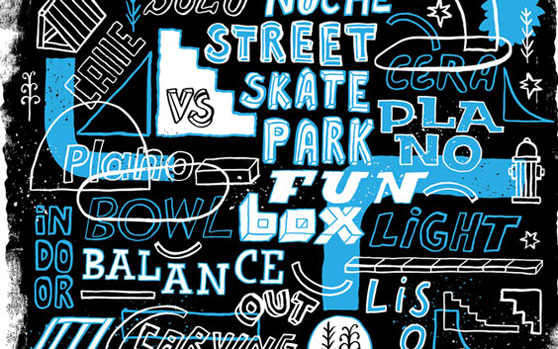 NOCHE
CALLE
STREET
CERA
SKATE
VS
PLA
NO
PARK
Plano
FUN
box
BOWL
LiGHT
iN
DO
OR
BALANCE
OUT
LiS
O
CARVING